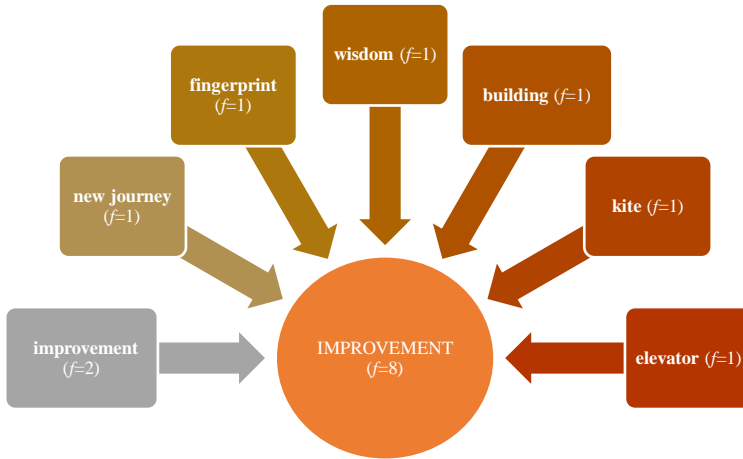 wisdom (f=1)
fingerprint
(f=1)
building (f=1)
new journey
(f=1)
kite (f=1)
improvement
(f=2)
IMPROVEMENT
(f=8)
elevator (f=1)